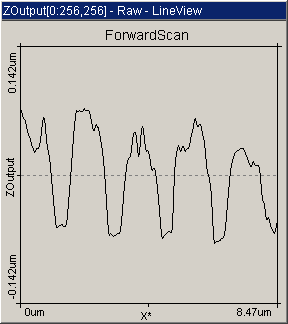 ZOutput[0:256,256] - Raw - LineView
ForwardScan
0.142um
ZOutput
-0.142um
0um
X*
8.47um